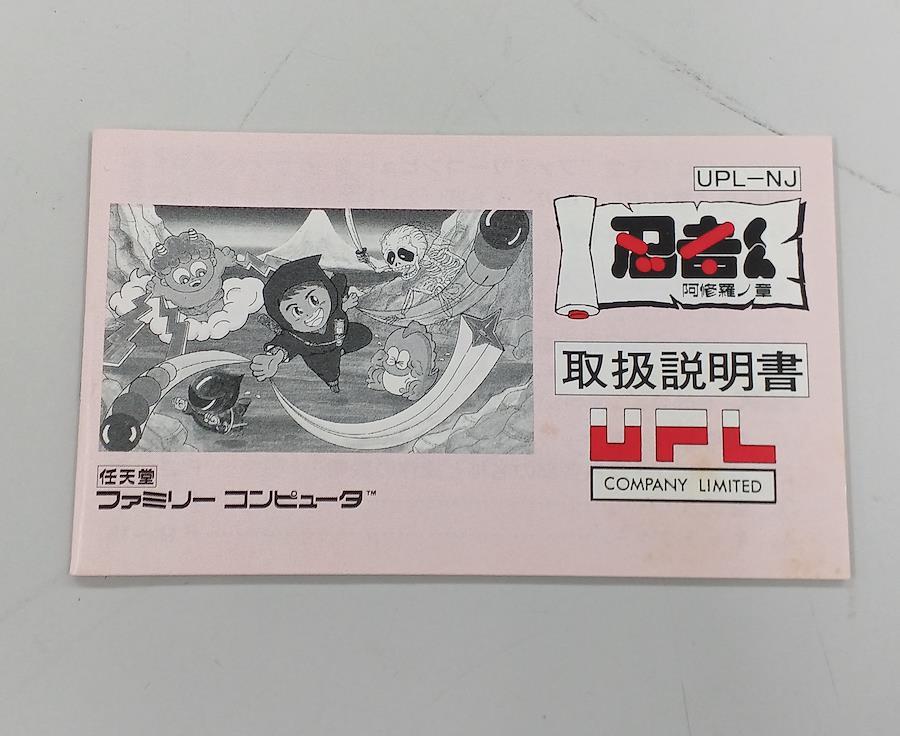 UPL-NJ
忍者くん
阿修羅ノ章
取扱説明書
UPL
COMPANY LIMITED
任天堂
ファミリー コンピュータ™